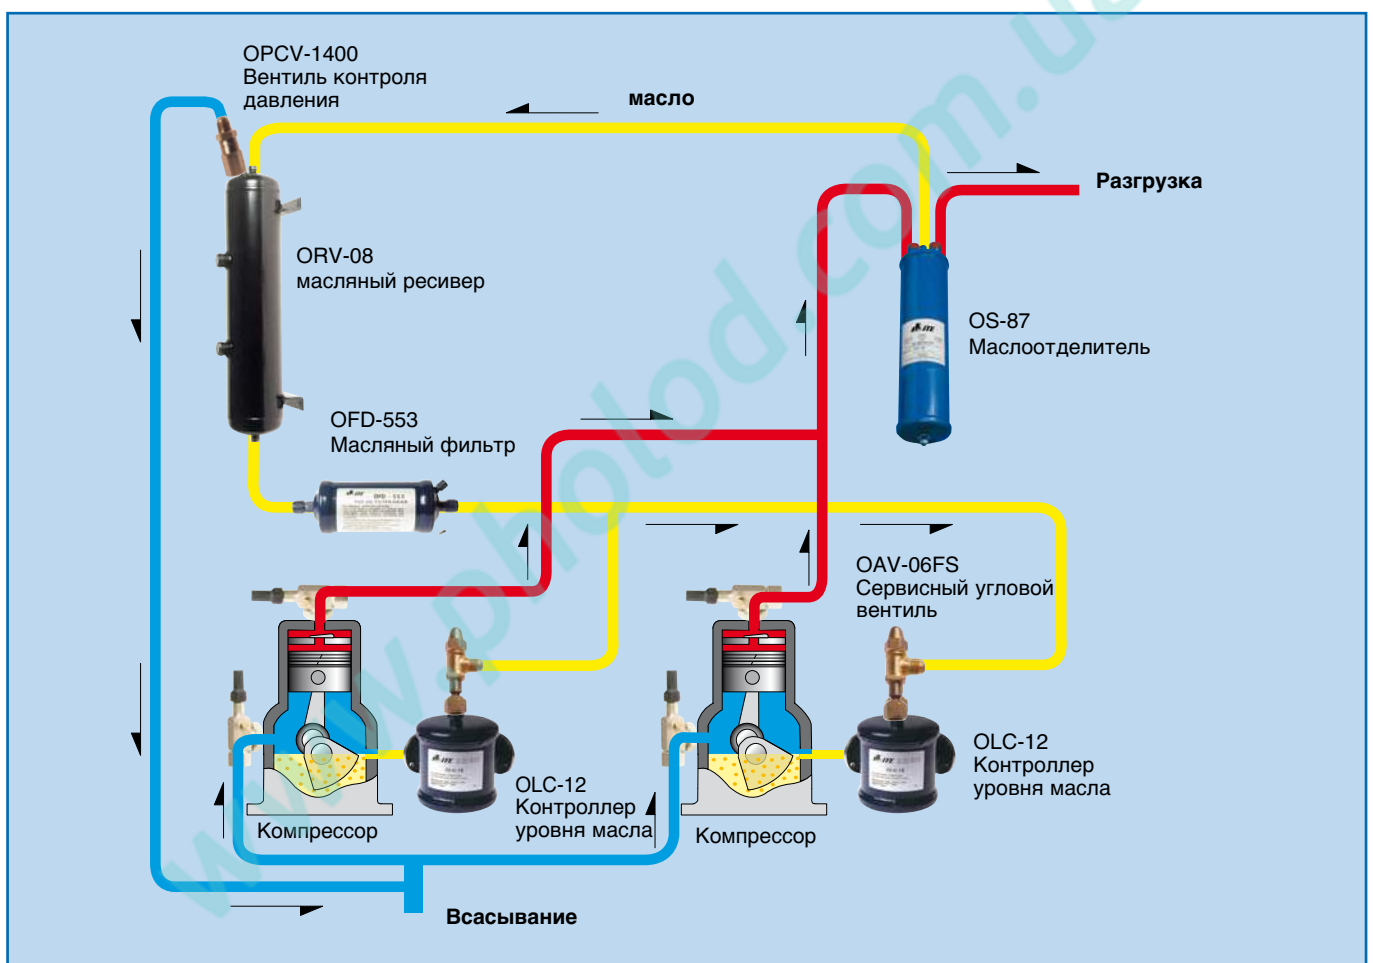 OPCV-1400
Вентиль контроля
давления
масло
Разгрузка
ORV-08
масляный ресивер
OS-87
Маслоотделитель
OFD-553
Масляный фильтр
OFD - 553
OAV-06FS
Сервисный угловой
вентиль
OLC-12
Контроллер
уровня масла
OLC-12
Контроллер
уровня масла
Компрессор
Компрессор
Всасывание
www.pholod.com.ua